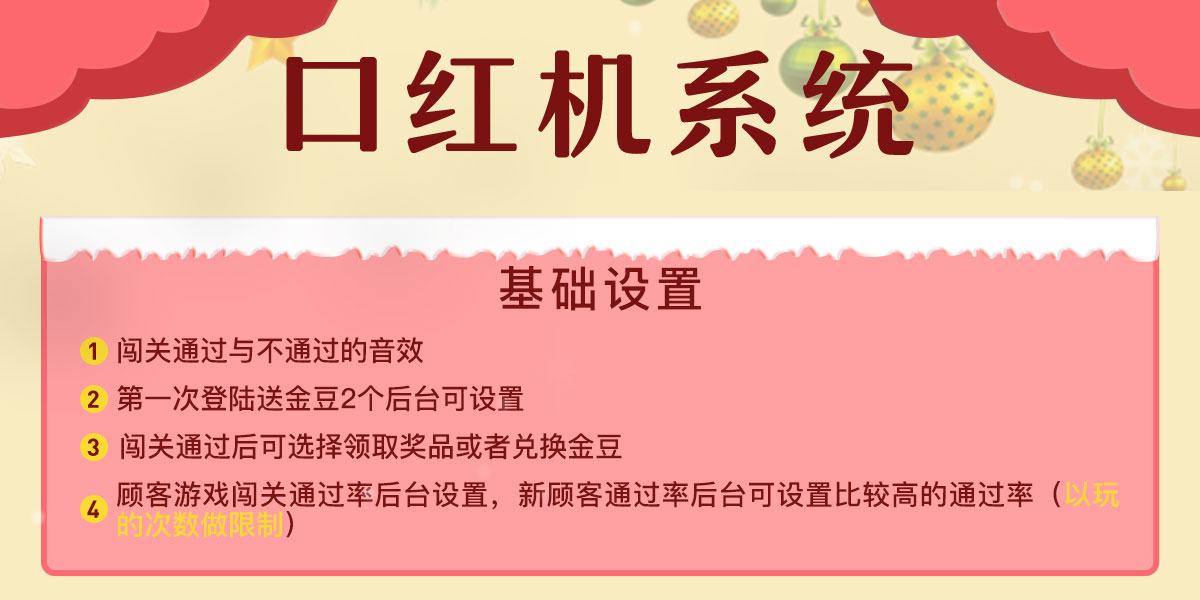 口红机系统
基础设置
1 闯关通过与不通过的音效
2 第一次登陆送金豆2个后台可设置
3 闯关通过后可选择领取奖品或者兑换金豆
4 顾客游戏闯关通过率后台设置，新顾客通过率后台可设置比较高的通过率（以玩
的次数做限制）